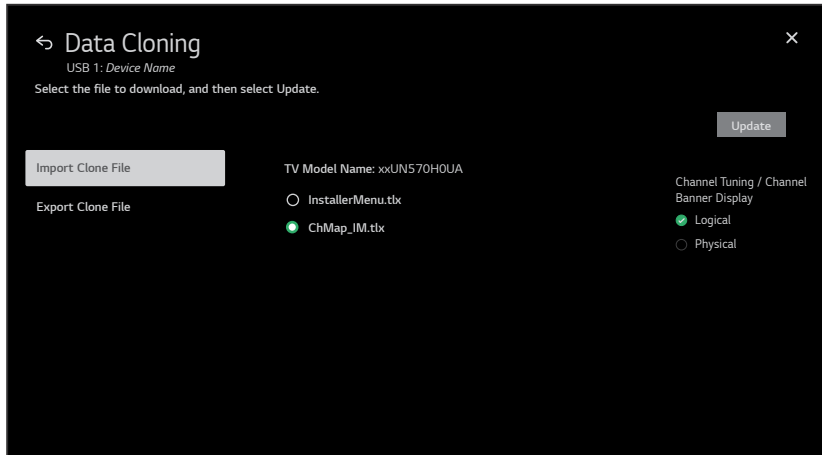 Data Cloning
USB 1: Device Name
Select the file to download, and then select Update.
Update
Import Clone File
Export Clone File
TV Model Name: xxUN570H0UA
InstallerMenu.tlx
ChMap_IM.tlx
Channel Tuning / Channel
Banner Display
Logical
Physical